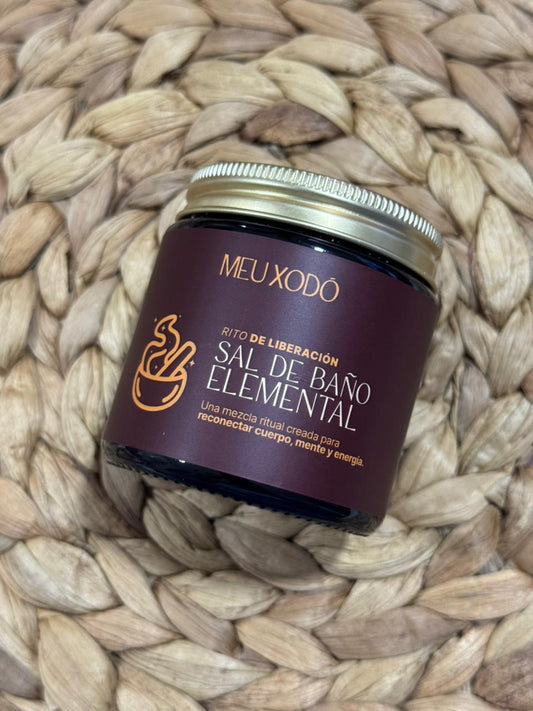 MEU XODÓ
RITO DE LIBERACIÓN
SAL DE BAÑO
ELEMENTAL
Una mezcla ritual creada para
reconectar cuerpo, mente y energía.